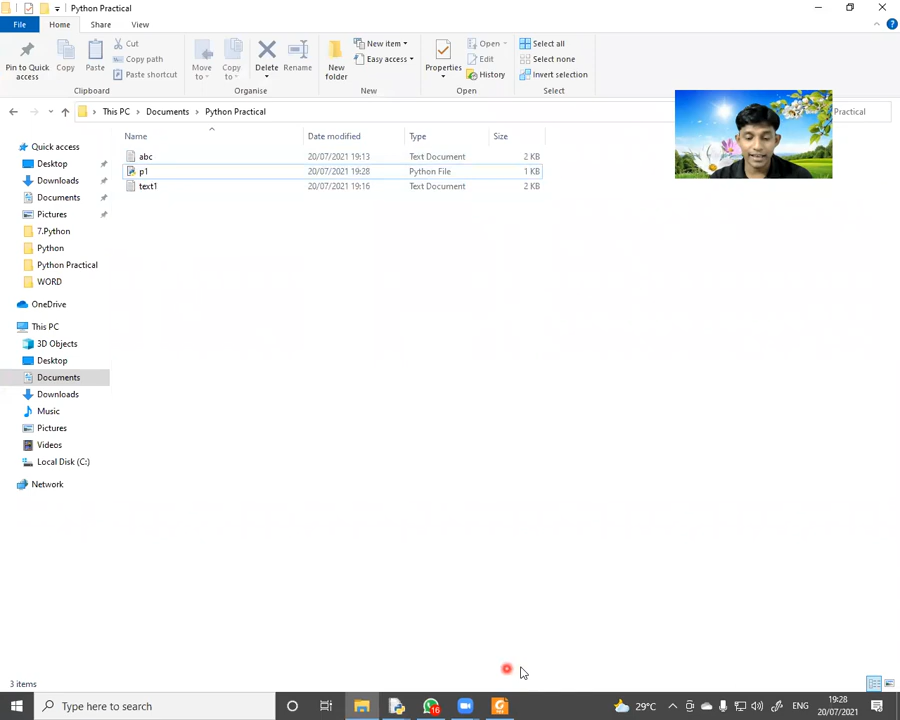 Python Practical
File
Home
Share
View
Pin to Quick access
Copy
Paste
Cut
Copy path
Paste shortcut
Clipboard
Move to
Copy to
Delete
Rename
Organise
New folder
New item
Easy access
New
Properties
Open
Edit
History
Open
Select all
Select none
Invert selection
Select
This PC
Documents
Python Practical
Practical
Name
Date modified
Type
Size
abc 20/07/2021 19:13 Text Document 2 KB
p1 20/07/2021 19:28 Python File 1 KB
text1 20/07/2021 19:16 Text Document 2 KB
Quick access
Desktop
Downloads
Documents
Pictures
7.Python
Python
Python Practical
WORD
OneDrive
This PC
3D Objects
Desktop
Documents
Downloads
Music
Pictures
Videos
Local Disk (C:)
Network
3 items
Type here to search
16
29°C
ENG
19:28
20/07/2021